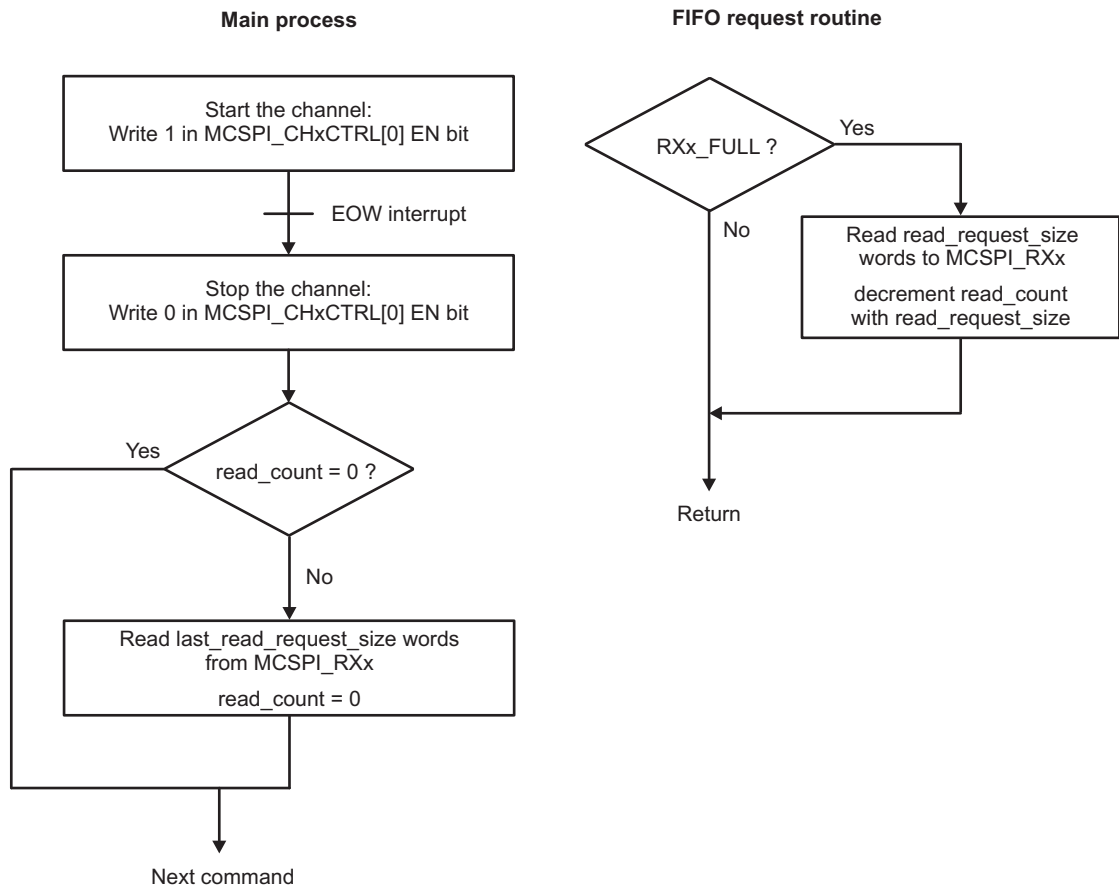 Main process
Start the channel:
Write 1 in MCSPI_CHxCTRL[0] EN bit
EOW interrupt
Stop the channel:
Write 0 in MCSPI_CHxCTRL[0] EN bit
Yes
read_count = 0 ?
No
Read last_read_request_size words
from MCSPI_RXx
read_count = 0
Next command
FIFO request routine
RXx_FULL ?
Yes
No
Read read_request_size
words to MCSPI_RXx
decrement read_count
with read_request_size
Return